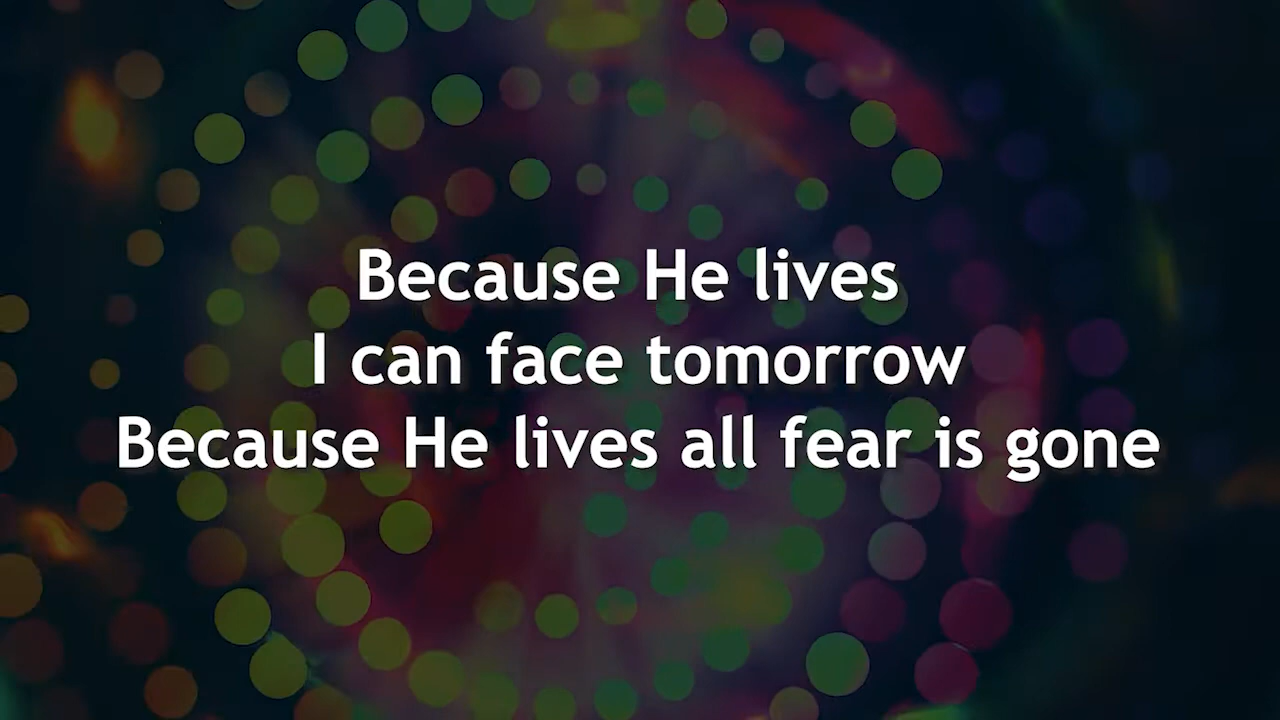 Because He lives
I can face tomorrow
Because He lives all fear is gone